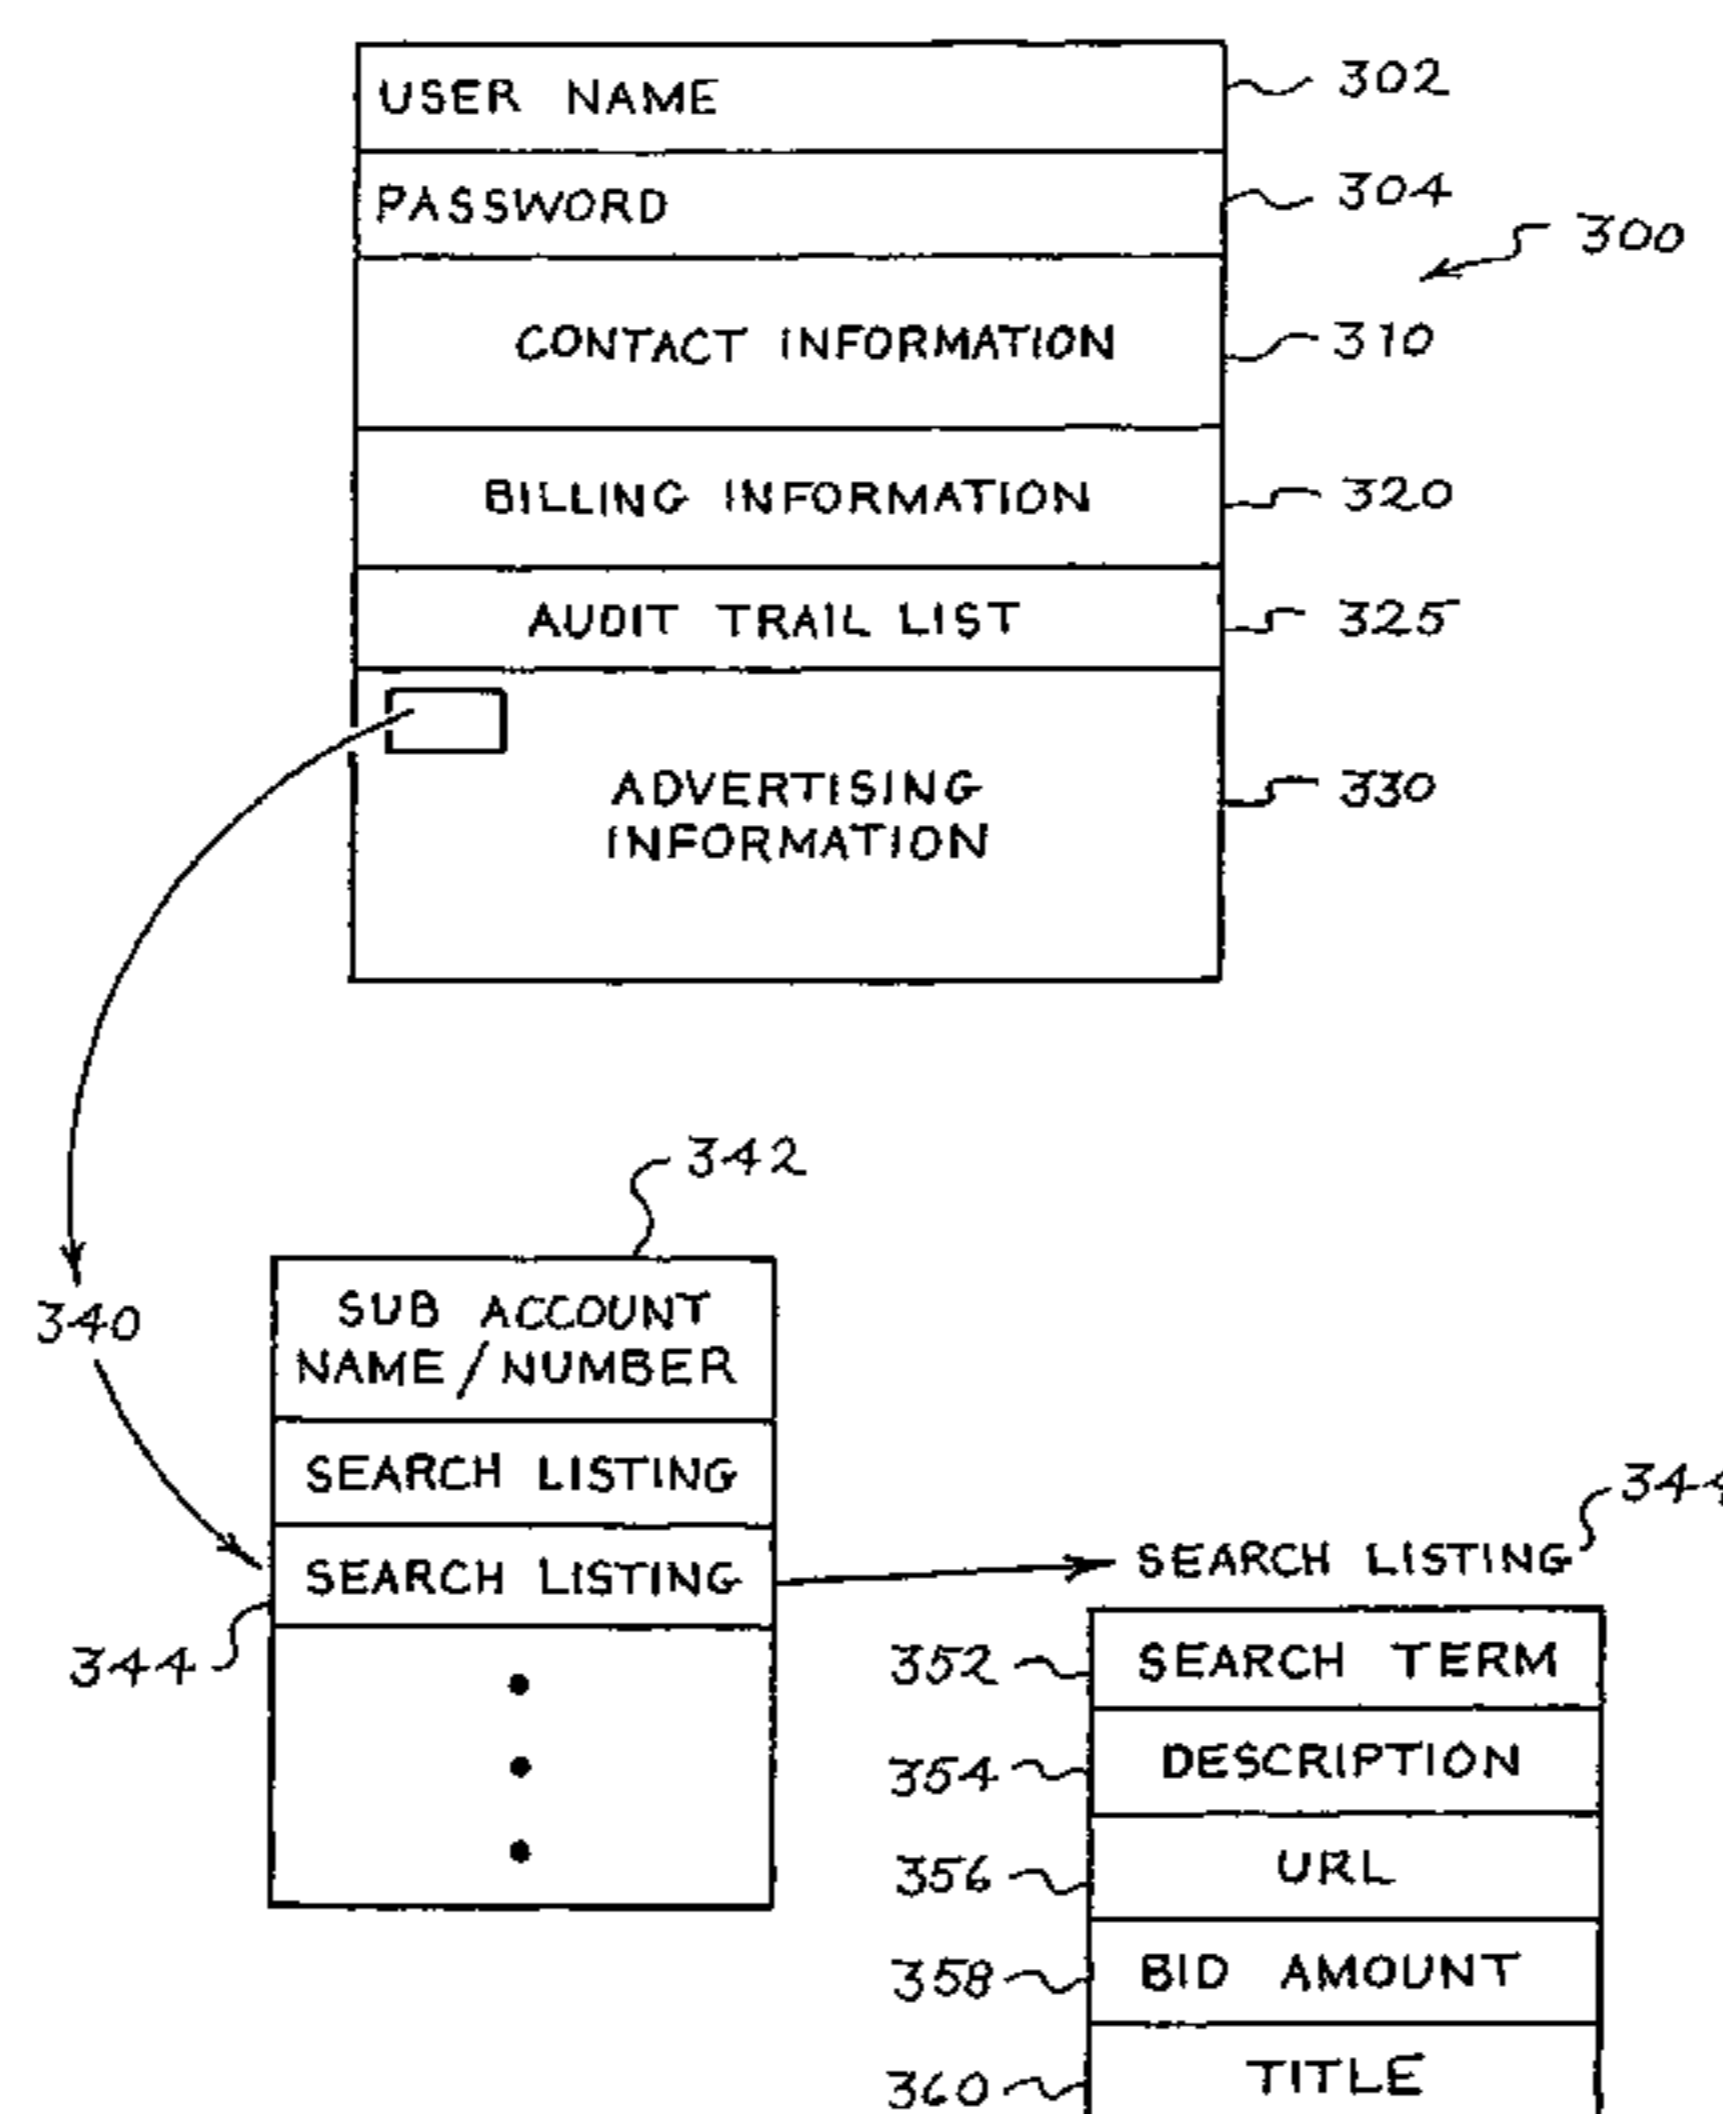 USER NAME 302
PASSWORD 304
300
CONTACT INFORMATION 310
BILLING INFORMATION 320
AUDIT TRAIL LIST 325
ADVERTISING 330
INFORMATION
342
SUB ACCOUNT
NAME/NUMBER
340
SEARCH LISTING
344
SEARCH LISTING
SEARCH LISTING
344
352 SEARCH TERM
354 DESCRIPTION
356 URL
358 BID AMOUNT
360 TITLE